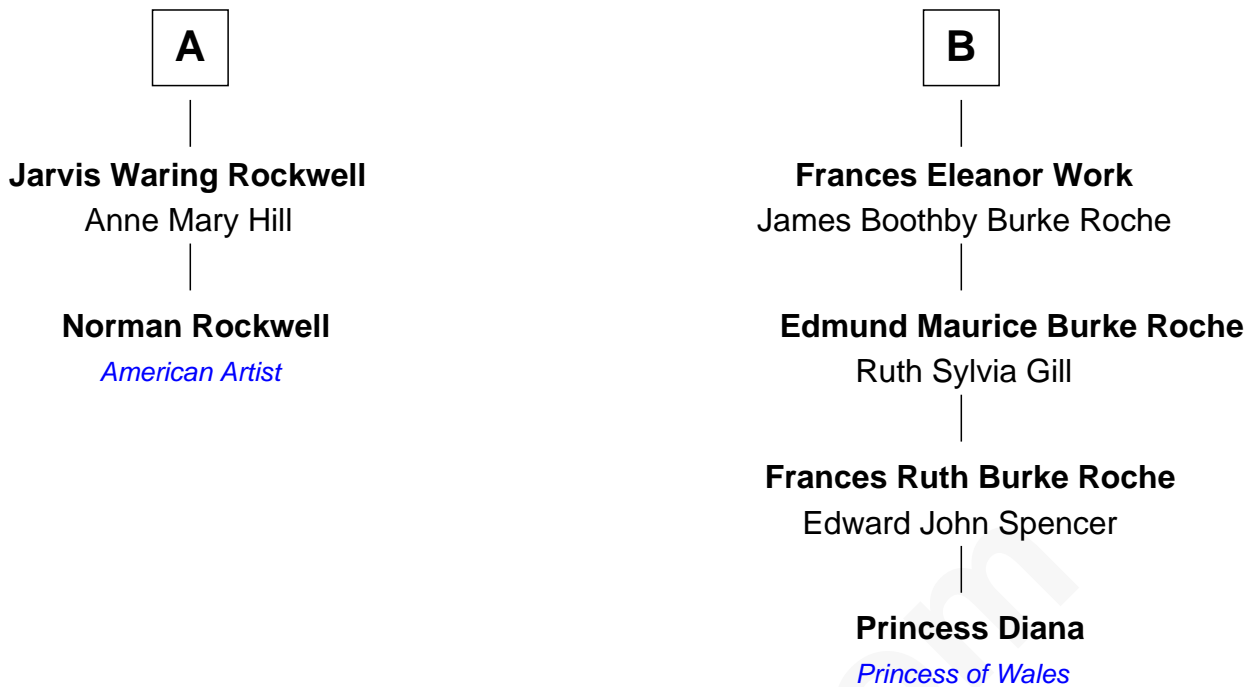 A
Jarvis Waring Rockwell
Anne Mary Hill
Norman Rockwell
American Artist
B
Frances Eleanor Work
James Boothby Burke Roche
Edmund Maurice Burke Roche
Ruth Sylvia Gill
Frances Ruth Burke Roche
Edward John Spencer
Princess Diana
Princess of Wales